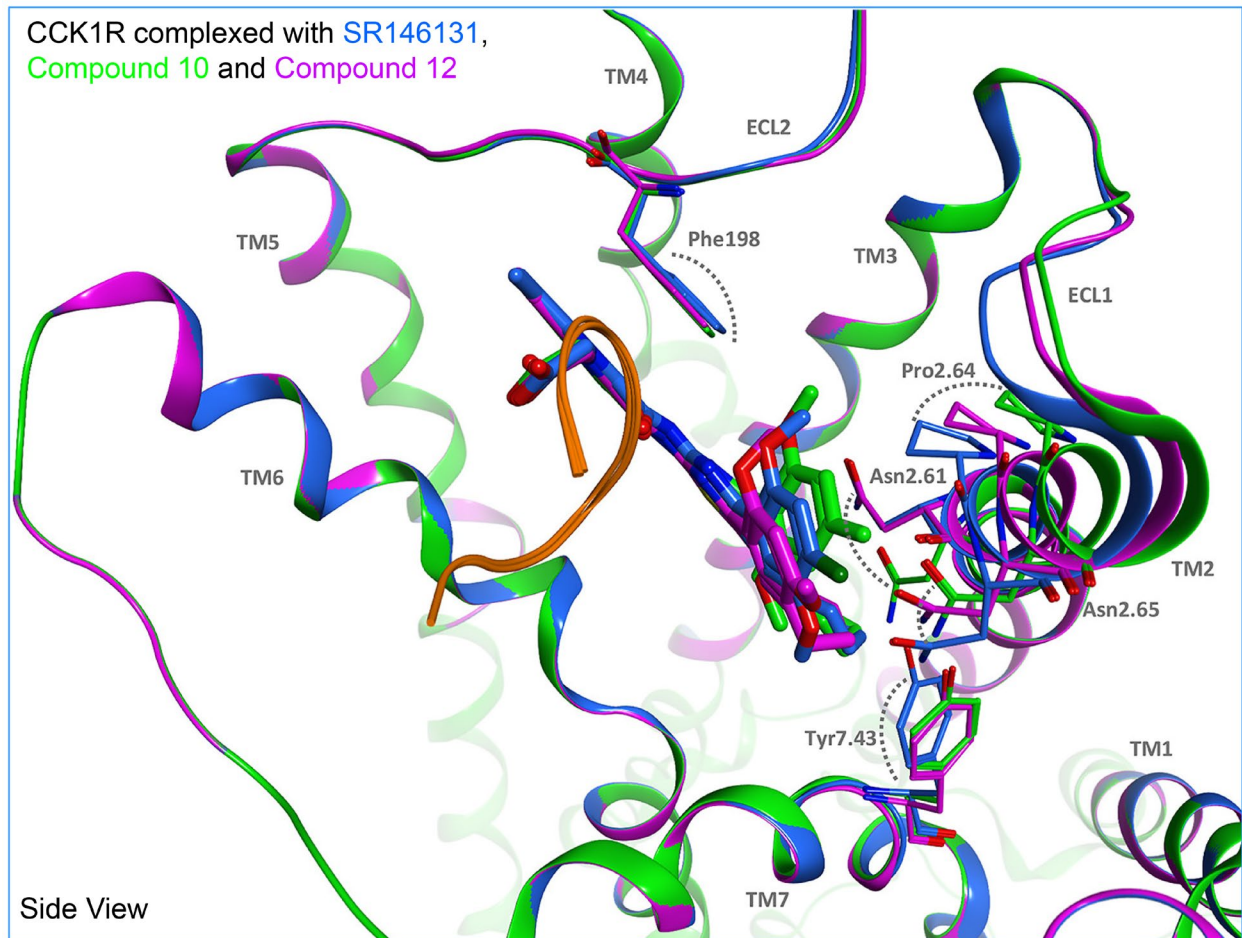 CCK1R complexed with SR146131,
Compound 10 and Compound 12
TM4
ECL2
Phe198
TM5
TM3
ECL1
Pro2.64
TM6
Asn2.61
TM2
Asn2.65
Tyr7.43
TM1
TM7
Side View